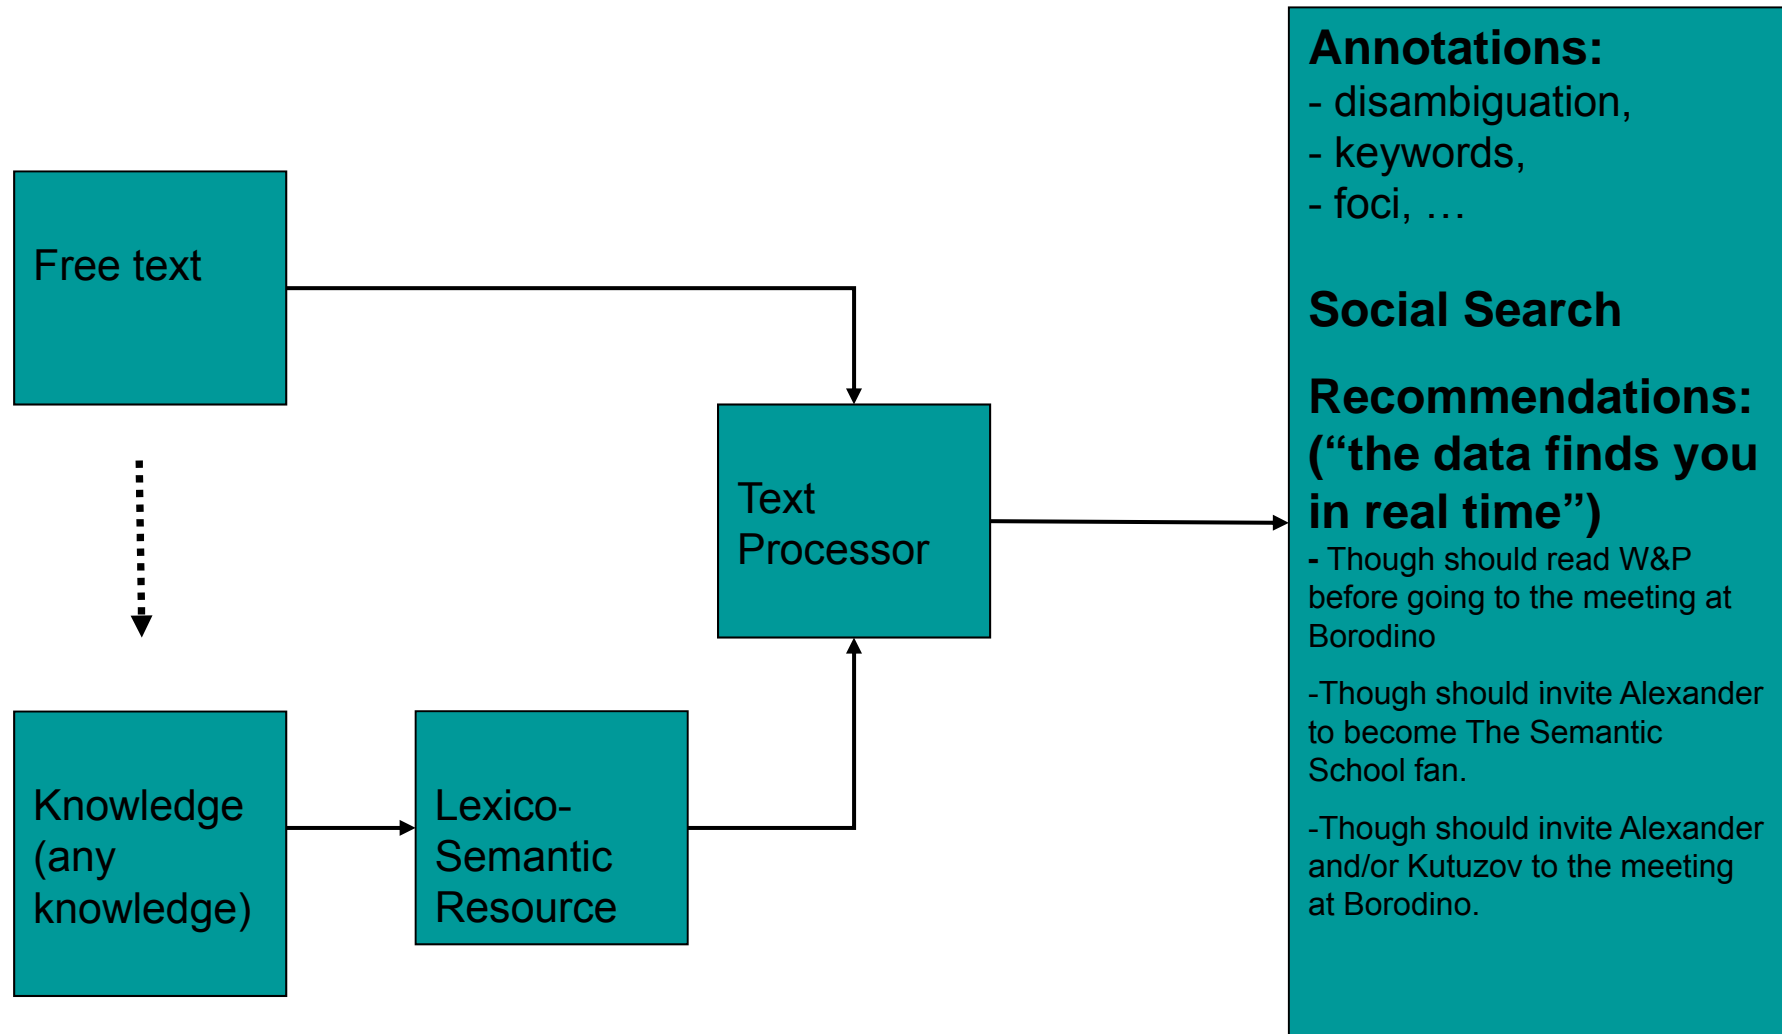 Free text
Knowledge
(any
knowledge)
Lexico-
Semantic
Resource
Text
Processor
Annotations:
- disambiguation,
- keywords,
- foci, …
Social Search
Recommendations:
(“the data finds you
in real time”)
- Though should read W&P
before going to the meeting at
Borodino
-Though should invite Alexander
to become The Semantic
School fan.
-Though should invite Alexander
and/or Kutuzov to the meeting
at Borodino.